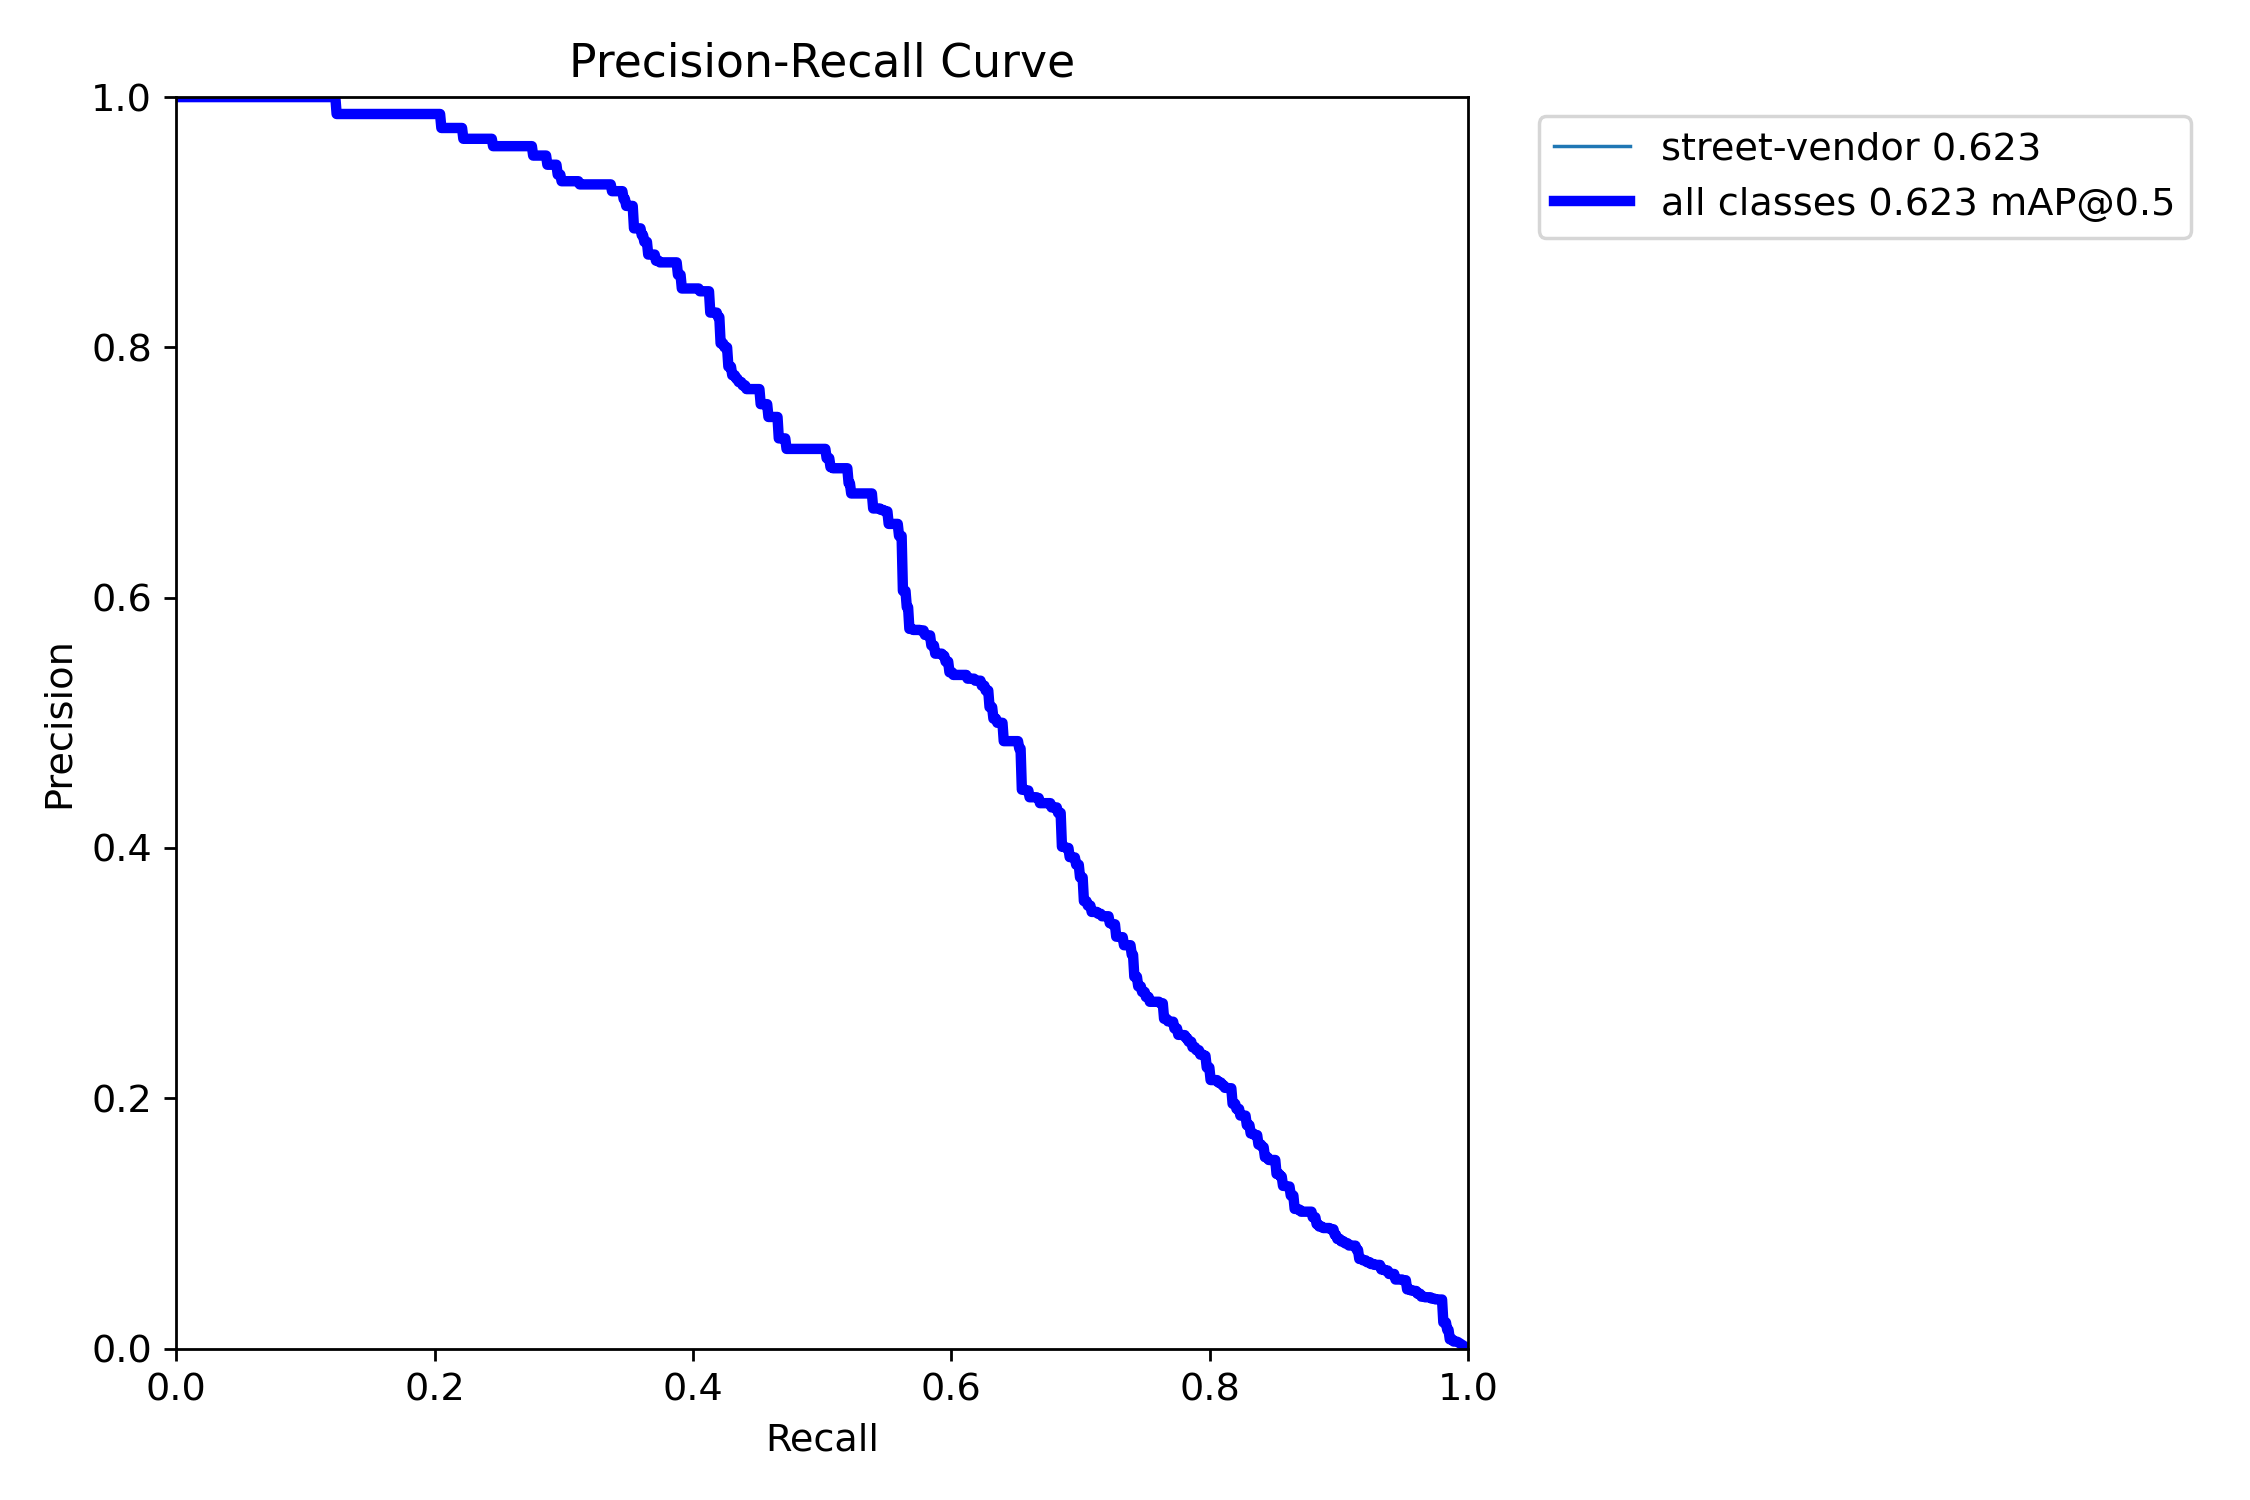 Precision-Recall Curve
1.0
0.8
0.6
0.4
0.2
0.0
Precision
0.0 0.2 0.4 0.6 0.8 1.0
Recall
street-vendor 0.623
all classes 0.623 mAP@0.5